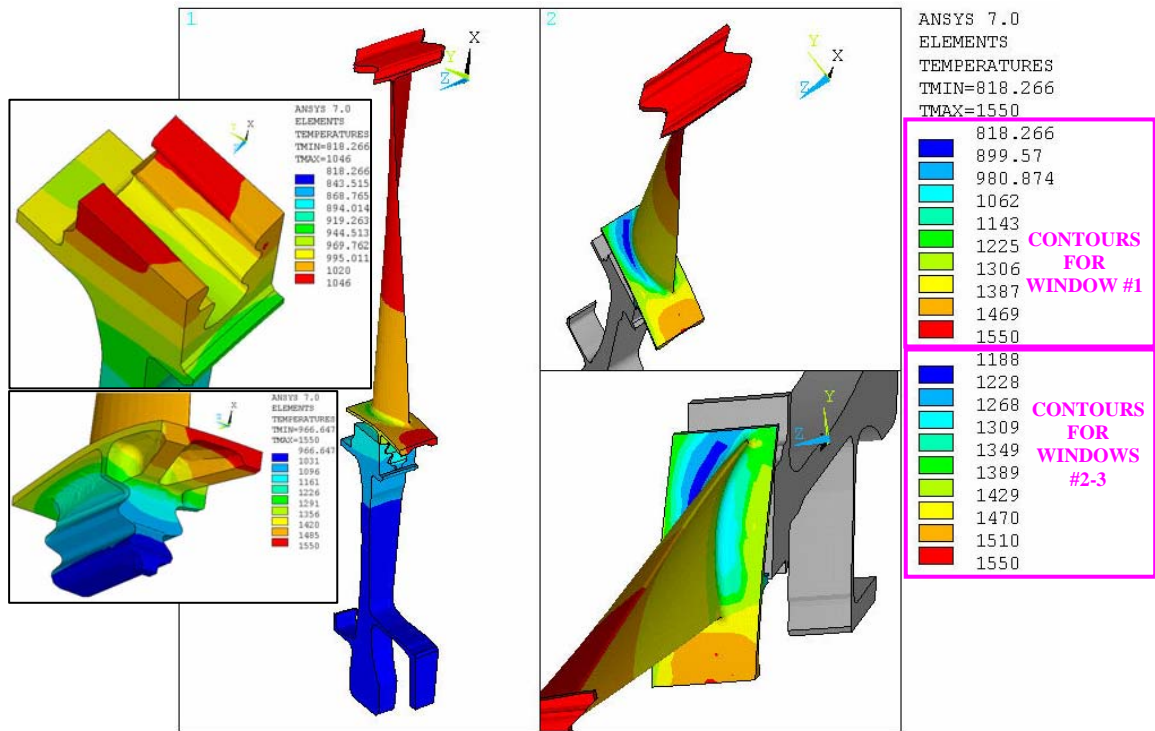 1
X
Y
Z
ANSYS 7.0
ELEMENTS
TEMPERATURES
TMIN=818.266
TMAX=1046
818.266
843.515
868.765
894.014
919.263
944.513
969.762
995.011
1020
1046
X
Y
Z
ANSYS 7.0
ELEMENTS
TEMPERATURES
TMIN=966.647
TMAX=1550
966.647
1031
1096
1161
1226
1291
1356
1420
1485
1550
X
Z
2
Y
X
Z
Y
Z
ANSYS 7.0
ELEMENTS
TEMPERATURES
TMIN=818.266
TMAX=1550
818.266
899.57
980.874
1062
1143
1225
1306
1387
1469
1550
CONTOURS
FOR
WINDOW #1
1188
1228
1268
1309
1349
1389
1429
1470
1510
1550
CONTOURS
FOR
WINDOWS
#2-3